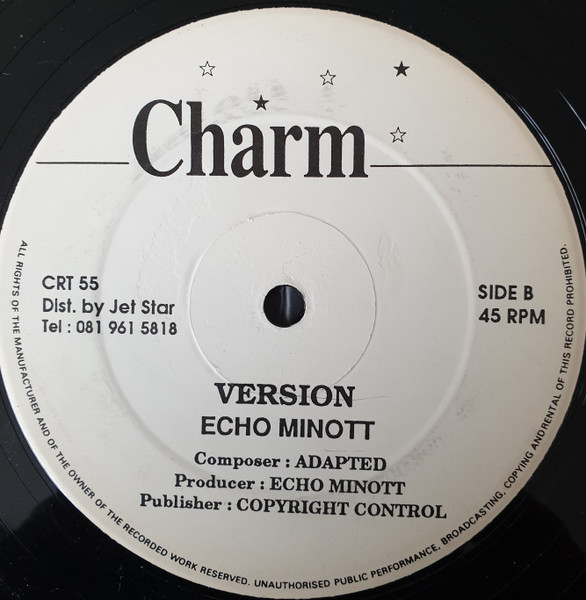 Charm
CRT 55
Dist. by Jet Star
Tel : 081 961 5818
SIDE B
45 RPM
VERSION
ECHO MINOTT
Composer : ADAPTED
Producer : ECHO MINOTT
Publisher : COPYRIGHT CONTROL
ALL RIGHTS OF THE MANUFACTURER AND OF THE OWNER OF THE RECORDED WORK RESERVED. UNAUTHORISED PUBLIC PERFORMANCE, BROADCASTING, COPYING AND RENTAL OF THIS RECORD PROHIBITED.